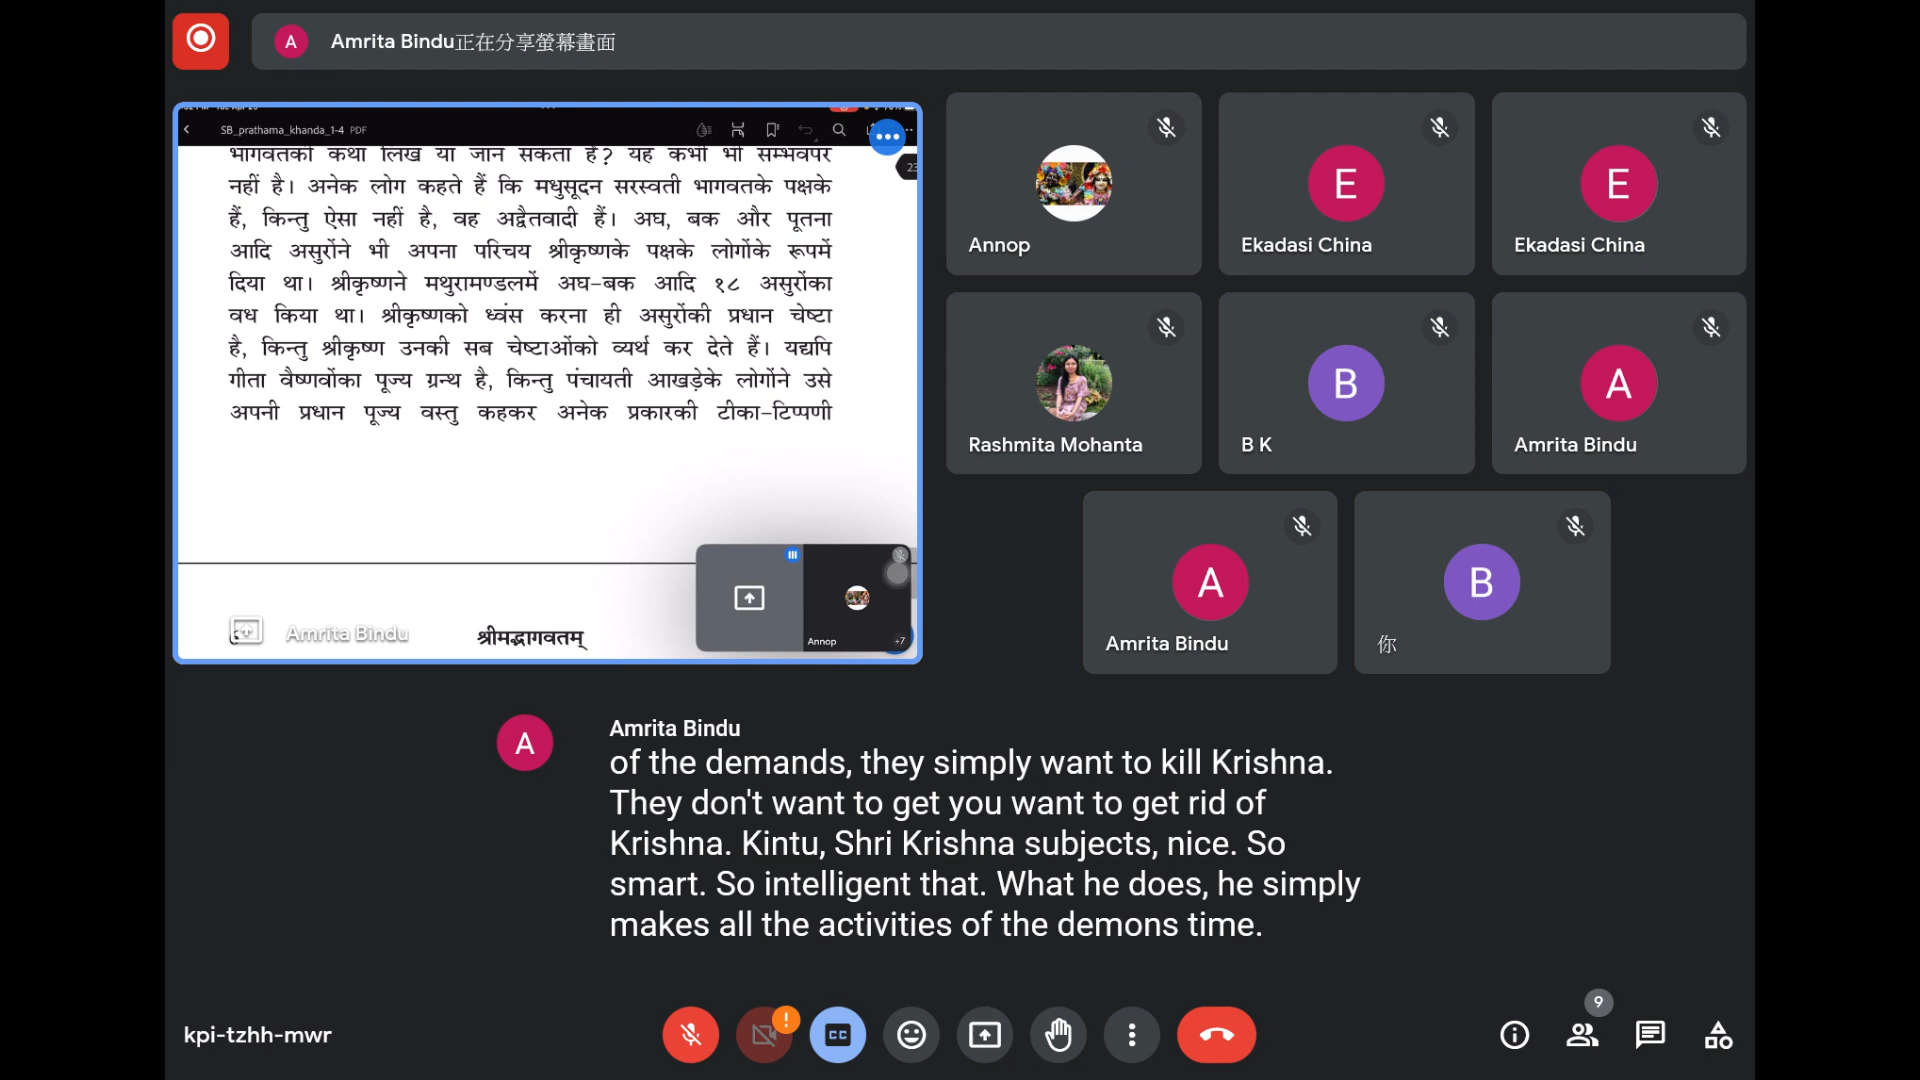 A Amrita Bindu正在分享螢幕畫面
SB_prathama_khanda_1-4 PDF
भागवतकी कथा लिख या जान सकता है? यह कभी भी सम्भवपर
नहीं है। अनेक लोग कहते हैं कि मधुसूदन सरस्वती भागवतके पक्षके
हैं, किन्तु ऐसा नहीं है, वह अद्वैतवादी हैं। अघ, बक और पूतना
आदि असुरोंने भी अपना परिचय श्रीकृष्णके पक्षके लोगोंके रूपमें
दिया था। श्रीकृष्णने मथुरामण्डलमें अघ-बक आदि १८ असुरोंका
वध किया था। श्रीकृष्णको ध्वंस करना ही असुरोंकी प्रधान चेष्टा
है, किन्तु श्रीकृष्ण उनकी सब चेष्टाओंको व्यर्थ कर देते हैं। यद्यपि
गीता वैष्णवोंका पूज्य ग्रन्थ है, किन्तु पंचायती आखड़ेके लोगोंने उसे
अपनी प्रधान पूज्य वस्तु कहकर अनेक प्रकारकी टीका-टिप्पणी
Amrita Bindu
श्रीमद्भागवतम्
Annop
+7
Annop
E
Ekadasi China
E
Ekadasi China
Rashmita Mohanta
B
B K
A
Amrita Bindu
A
Amrita Bindu
B
你
A
Amrita Bindu
of the demands, they simply want to kill Krishna.
They don't want to get you want to get rid of
Krishna. Kintu, Shri Krishna subjects, nice. So
smart. So intelligent that. What he does, he simply
makes all the activities of the demons time.
kpi-tzhh-mwr
CC
9